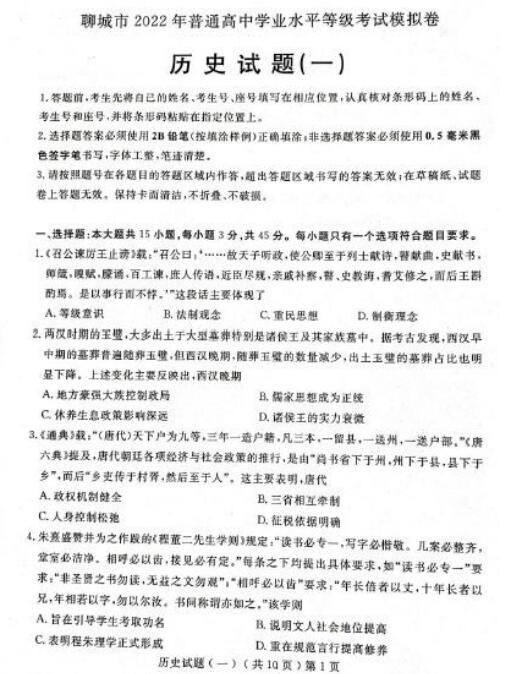 聊城市 2022 年普通高中学业水平等级考试模拟卷
历史试题(一)
1.答题前,考生先将自己的姓名、考生号、座号填写在相应位置,认真核对条形码上的姓名、
考生号和座号,并将条形码粘贴在指定位置上。
2.选择题答案必须使用 2B 铅笔(按填涂样例)正确填涂;非选择题答案必须使用 0.5 毫米黑
色签字笔书写,字体工整,笔迹清楚。
3.请按照题号在各题目的答题区域内作答,超出答题区域书写的答案无效;在草稿纸、试题
卷上答题无效。保持卡面清洁,不折叠、不破损。
一、选择题:本大题共 15 小题,每小题 3 分,共 45 分。每小题只有一个选项符合题目要求。
1.《召公谏厉王止谤》载:“召公曰:‘……故天子听政,使公卿至于列士献诗,瞽献曲,史献书,
师箴,瞍赋,矇诵,百工谏,庶人传语,近臣尽规,亲戚补察,瞽、史教诲,耆艾修之,而后王斟
酌焉。是以事行而不悖。’”这段话主要体现了
A.等级意识 B.法制观念 C.重民思想 D.制衡理念
2.两汉时期的玉璧,大多出土于大型墓葬特别是诸侯王及其家族墓中。据考古发现,西汉早
中期的墓葬普遍随葬玉璧,但西汉晚期,随葬玉璧的数量减少,出土玉璧的墓葬占比也明
显下降。上述变化主要反映出,西汉晚期
A.地方豪强大族控制政局 B.儒家思想成为正统
C.休养生息政策影响深远 D.诸侯王的实力衰微
3.《通典》载:“(唐代)天下户为九等,三年一造户籍,凡三本,一留县,一送州,一送户部。”《唐
六典》提及,唐代朝廷各项经济与社会政策的推行,是由“尚书省下于州,州下于县,县下于
乡”,而后“乡吏传于村胥,然后至于人”。这主要表明,唐代
A.政权机制健全 B.三省相互牵制
C.人身控制松弛 D.征税依据明确
4.朱熹盛赞并为之作跋的《程董二先生学则》规定:“读书必专一,写字必楷敬。几案必整齐,
堂室必洁净。相呼必以齿,接见必有定。”每条之下均提出具体要求,如“读书必专一”要
求:“非圣贤之书勿读,无益之文勿观”;“相呼必以齿”要求:“年长倍者以丈,十年长者以
兄,年相若以字,勿以尔汝。书问称谓亦如之。”该学则
A.旨在引导学生考取功名 B.说明文人社会地位提高
C.表明程朱理学正式形成 D.重在规范言行提高修养
历史试题(一)(共 10 页)第 1 页